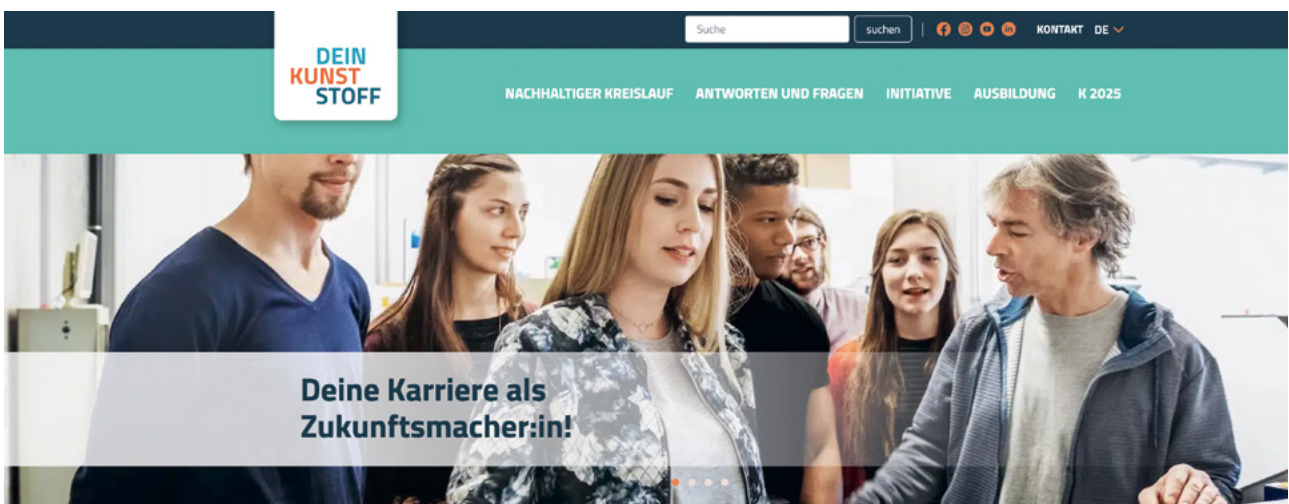 Suche
suchen
KONTAKT DE
DEIN
KUNST
STOFF
NACHHALTIGER KREISLAUF ANTWORTEN UND FRAGEN INITIATIVE AUSBILDUNG K 2025
Deine Karriere als
Zukunftsmacher:in!